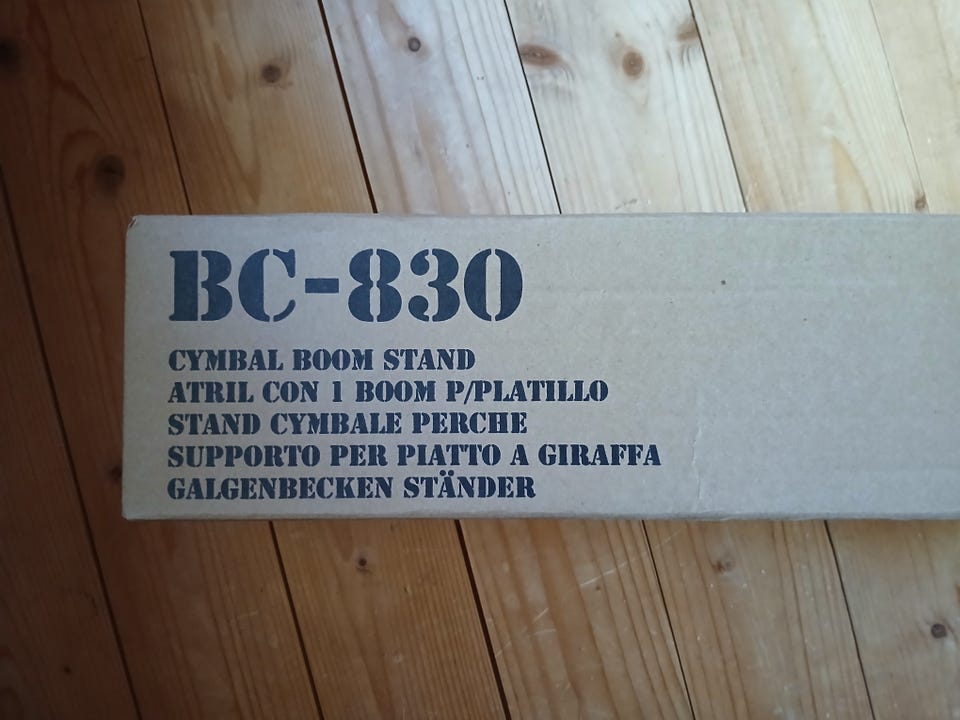 BC-830
CYMBAL BOOM STAND
ATRIL CON 1 BOOM P/PLATILLO
STAND CYMBALE PERCHE
SUPPORTO PER PIATTO A GIRAFFA
GALGENBECKEN STÄNDER